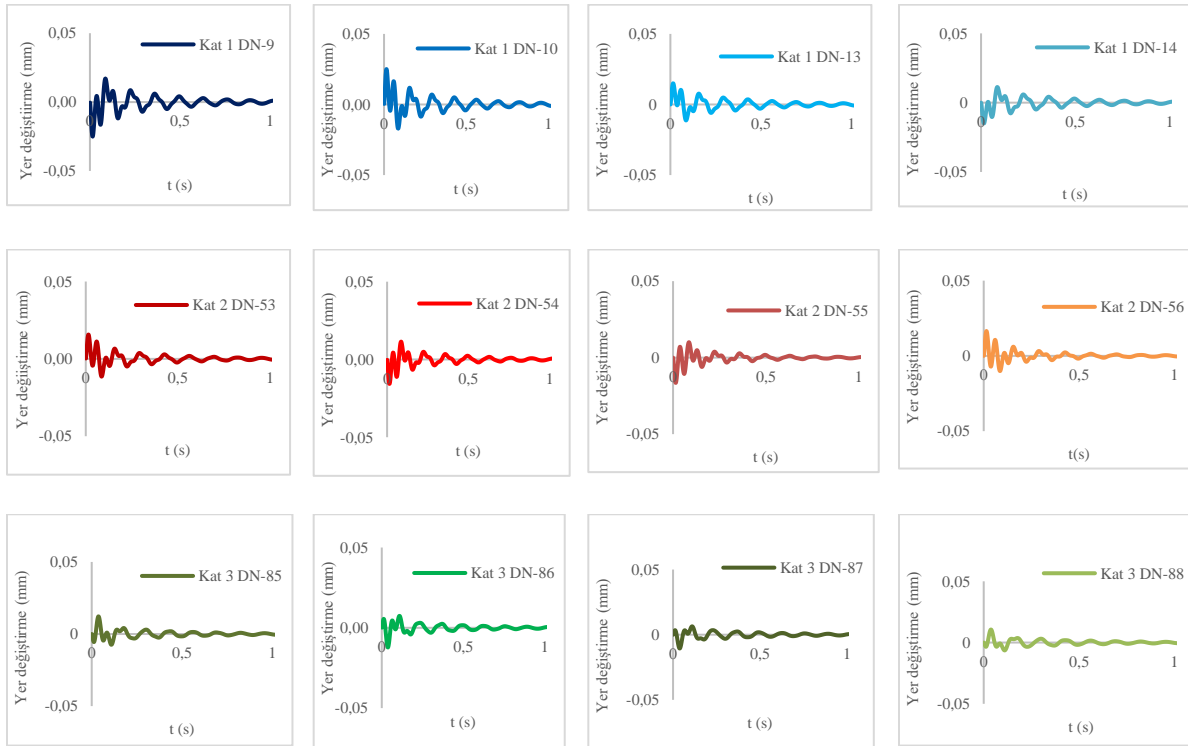 0,05
Kat 1 DN-9
Yer değiştirme (mm)
0,00
0
0,5
1
-0,05
t (s)
0,05
Kat 1 DN-10
Yer değiştirme (mm)
0,00
0
0,5
1
-0,05
t (s)
0,05
Kat 1 DN-13
Yer değiştirme (mm)
0
0
0,5
1
-0,05
t (s)
0,05
Kat 1 DN-14
Yer değiştirme (mm)
0
0
0,5
1
-0,05
t (s)
0,05
Kat 2 DN-53
Yer değiiştirme (mm)
0,00
0
0,5
1
-0,05
t (s)
0,05
Kat 2 DN-54
Yer değiştirme (mm)
0,00
0
0,5
1
-0,05
t (s)
0,05
Kat 2 DN-55
Yer değiştirme (mm)
0
0
0,5
1
-0,05
t (s)
0,05
Kat 2 DN-56
Yer değiştirme (mm)
0
0
0,5
1
-0,05
t(s)
0,05
Kat 3 DN-85
Yer değiştirme (mm)
0
0
0,5
1
-0,05
t (s)
0,05
Kat 3 DN-86
Yer değiştirme (mm)
0,00
0
0,5
1
-0,05
t (s)
0,05
Kat 3 DN-87
Yer değiştirme (mm)
0
0
0,5
1
-0,05
t (s)
0,05
Kat 3 DN-88
Yer değiştirme (mm)
0
0
0,5
1
-0,05
t (s)